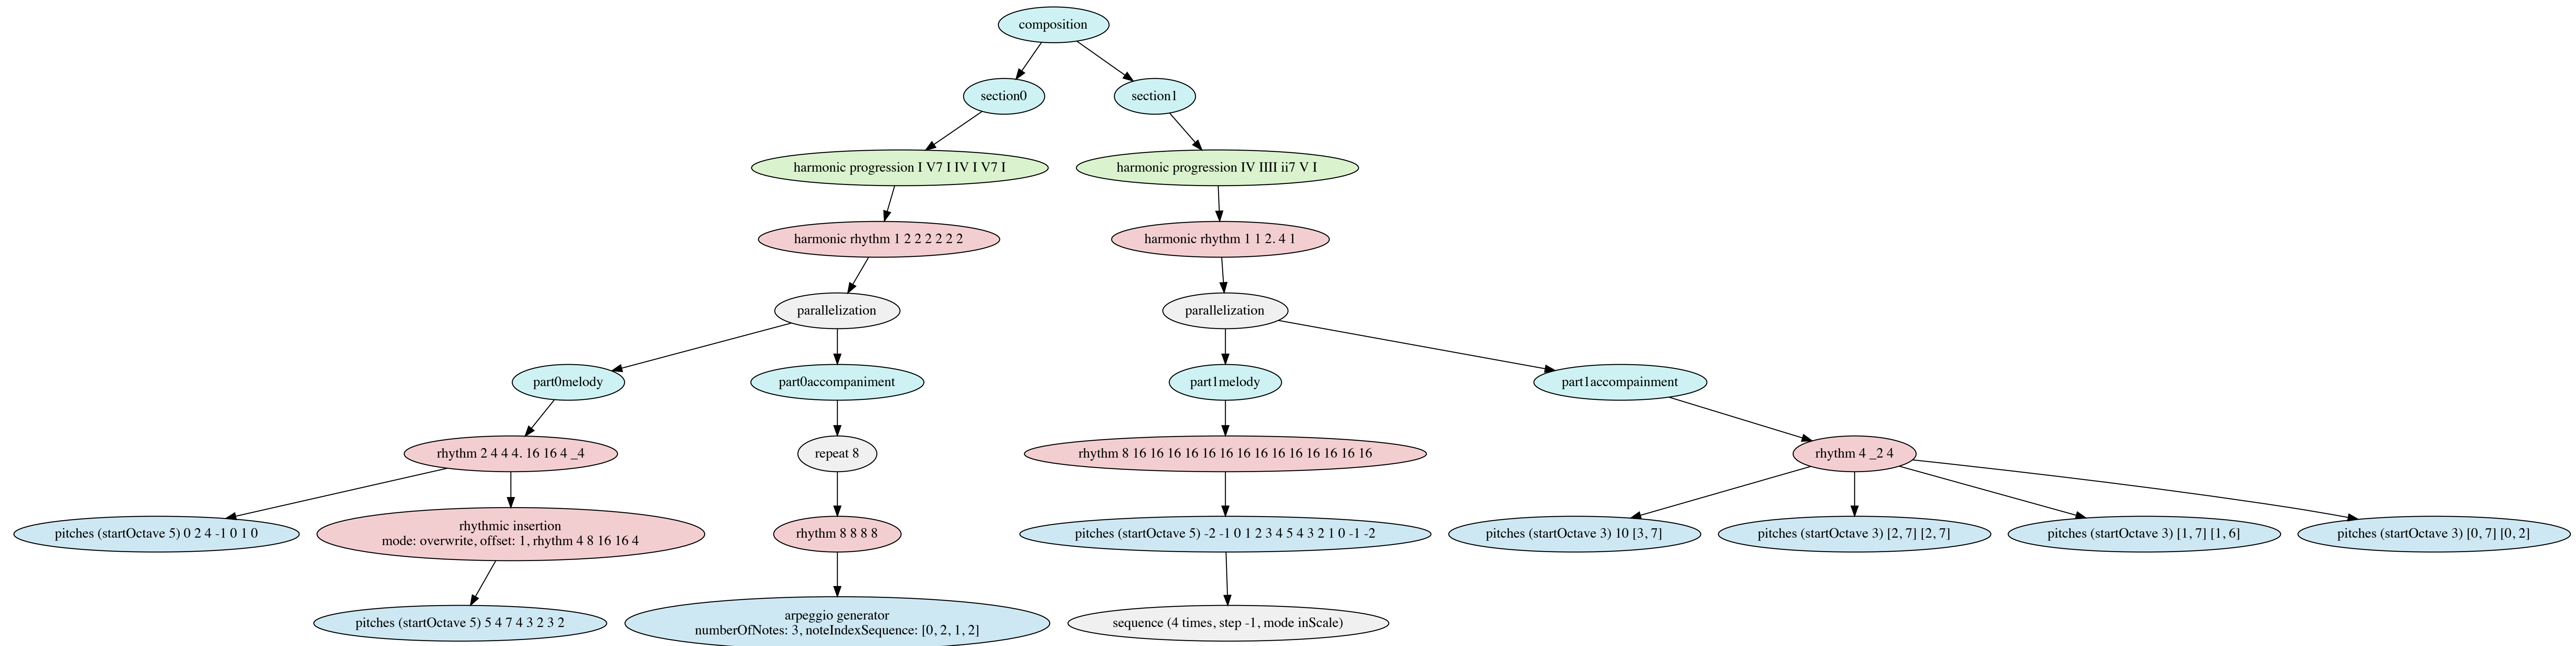 composition
section0
section1
harmonic progression I V7 I IV I V7 I
harmonic progression IV IIII ii7 V I
harmonic rhythm 1 2 2 2 2 2 2
harmonic rhythm 1 1 2. 4 1
parallelization
parallelization
part0melody
part0accompaniment
part1melody
part1accompainment
rhythm 2 4 4 4. 16 16 4 _4
repeat 8
rhythm 8 16 16 16 16 16 16 16 16 16 16 16 16 16 16
rhythm 4 _2 4
pitches (startOctave 5) 0 2 4 -1 0 1 0
rhythmic insertion
mode: overwrite, offset: 1, rhythm 4 8 16 16 4
rhythm 8 8 8 8
pitches (startOctave 5) -2 -1 0 1 2 3 4 5 4 3 2 1 0 -1 -2
pitches (startOctave 3) 10 [3, 7]
pitches (startOctave 3) [2, 7] [2, 7]
pitches (startOctave 3) [1, 7] [1, 6]
pitches (startOctave 3) [0, 7] [0, 2]
pitches (startOctave 5) 5 4 7 4 3 2 3 2
arpeggio generator
numberOfNotes: 3, noteIndexSequence: [0, 2, 1, 2]
sequence (4 times, step -1, mode inScale)